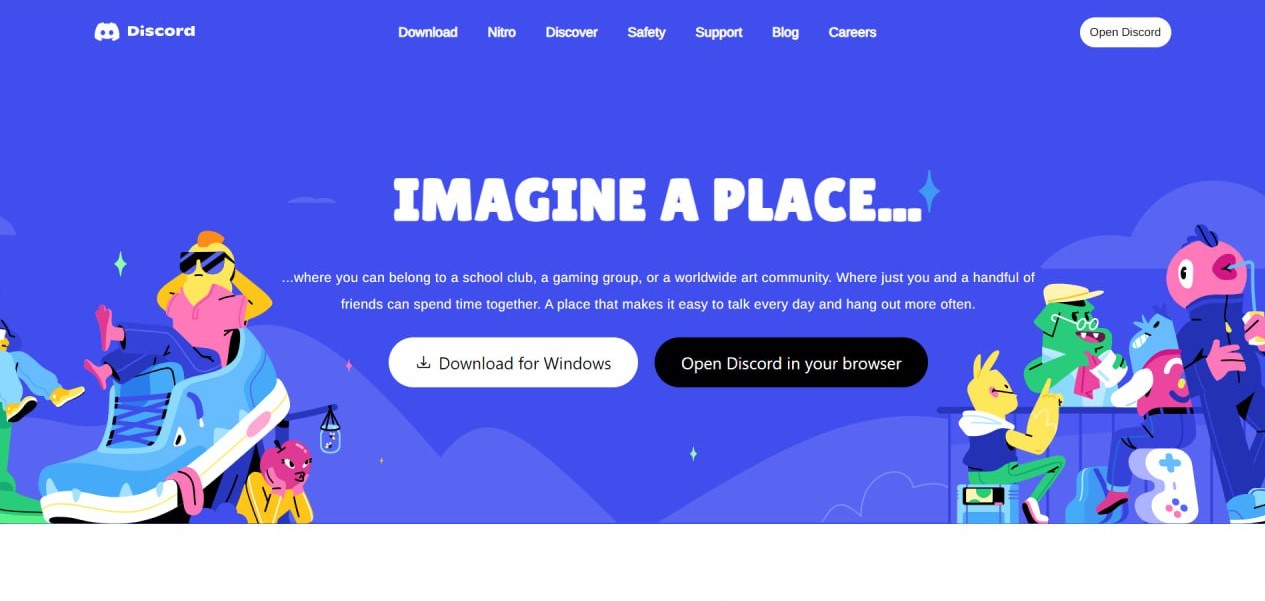 Discord
Download
Nitro
Discover
Safety
Support
Blog
Careers
Open Discord
IMAGINE A PLACE...
...where you can belong to a school club, a gaming group, or a worldwide art community. Where just you and a handful of
friends can spend time together. A place that makes it easy to talk every day and hang out more often.
Download for Windows
Open Discord in your browser